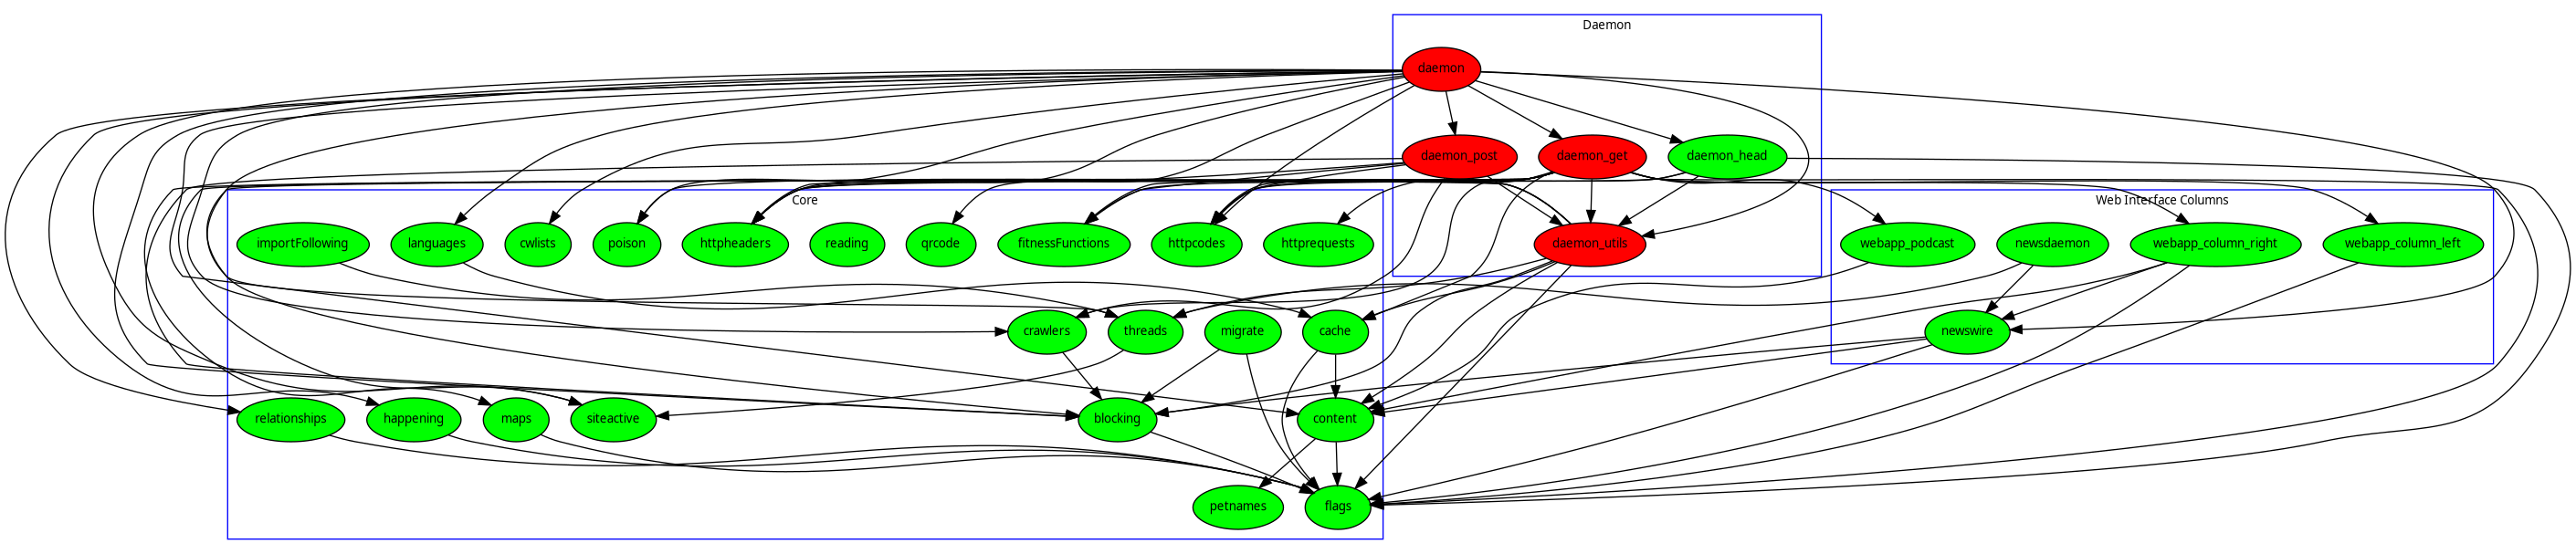 Daemon
daemon
daemon_post
daemon_get
daemon_head
Core
Web Interface Columns
importFollowing
languages
cwlists
poison
httpheaders
reading
qrcode
fitnessFunctions
httpcodes
httprequests
daemon_utils
webapp_podcast
newsdaemon
webapp_column_right
webapp_column_left
crawlers
threads
migrate
cache
newswire
relationships
happening
maps
siteactive
blocking
content
petnames
flags